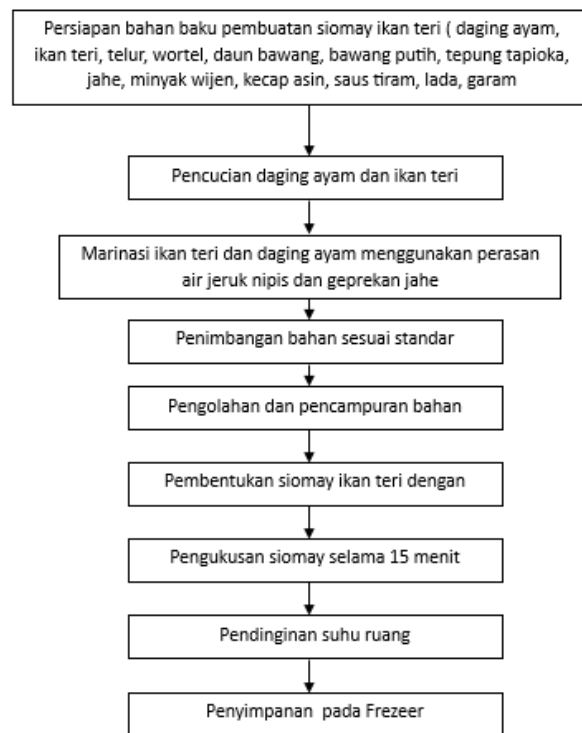 Persiapan bahan baku pembuatan siomay ikan teri ( daging ayam,
ikan teri, telur, wortel, daun bawang, bawang putih, tepung tapioka,
jahe, minyak wijen, kecap asin, saus tiram, lada, garam
Pencucian daging ayam dan ikan teri
Marinasi ikan teri dan daging ayam menggunakan perasan
air jeruk nipis dan geprekan jahe
Penimbangan bahan sesuai standar
Pengolahan dan pencampuran bahan
Pembentukan siomay ikan teri dengan
Pengukusan siomay selama 15 menit
Pendinginan suhu ruang
Penyimpanan pada Frezeer